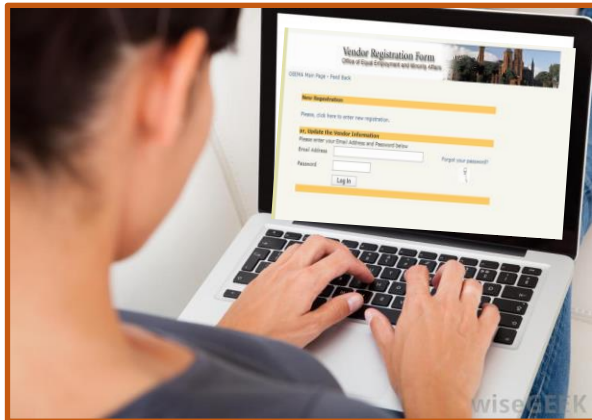 Vendor Registration Form
Office of Equal Employment and Minority Affairs
OEEMA Main Page - Feed Back
New Registration
Please, click here to enter new registration.
or, Update the Vendor Information
Please enter your Email Address and Password below
Email Address
Forgot your password?
Password
Log In
wiseGEEK